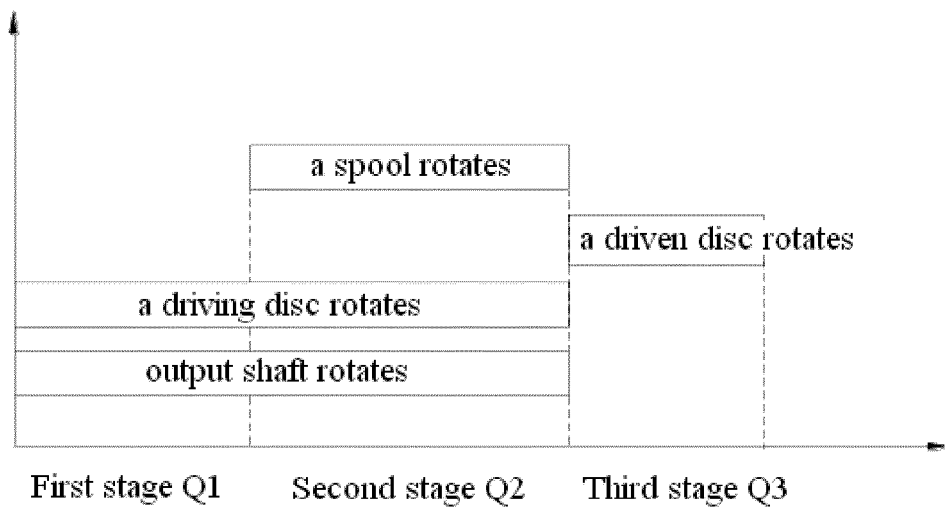 a spool rotates
a driven disc rotates
a driving disc rotates
output shaft rotates
First stage Q1
Second stage Q2
Third stage Q3